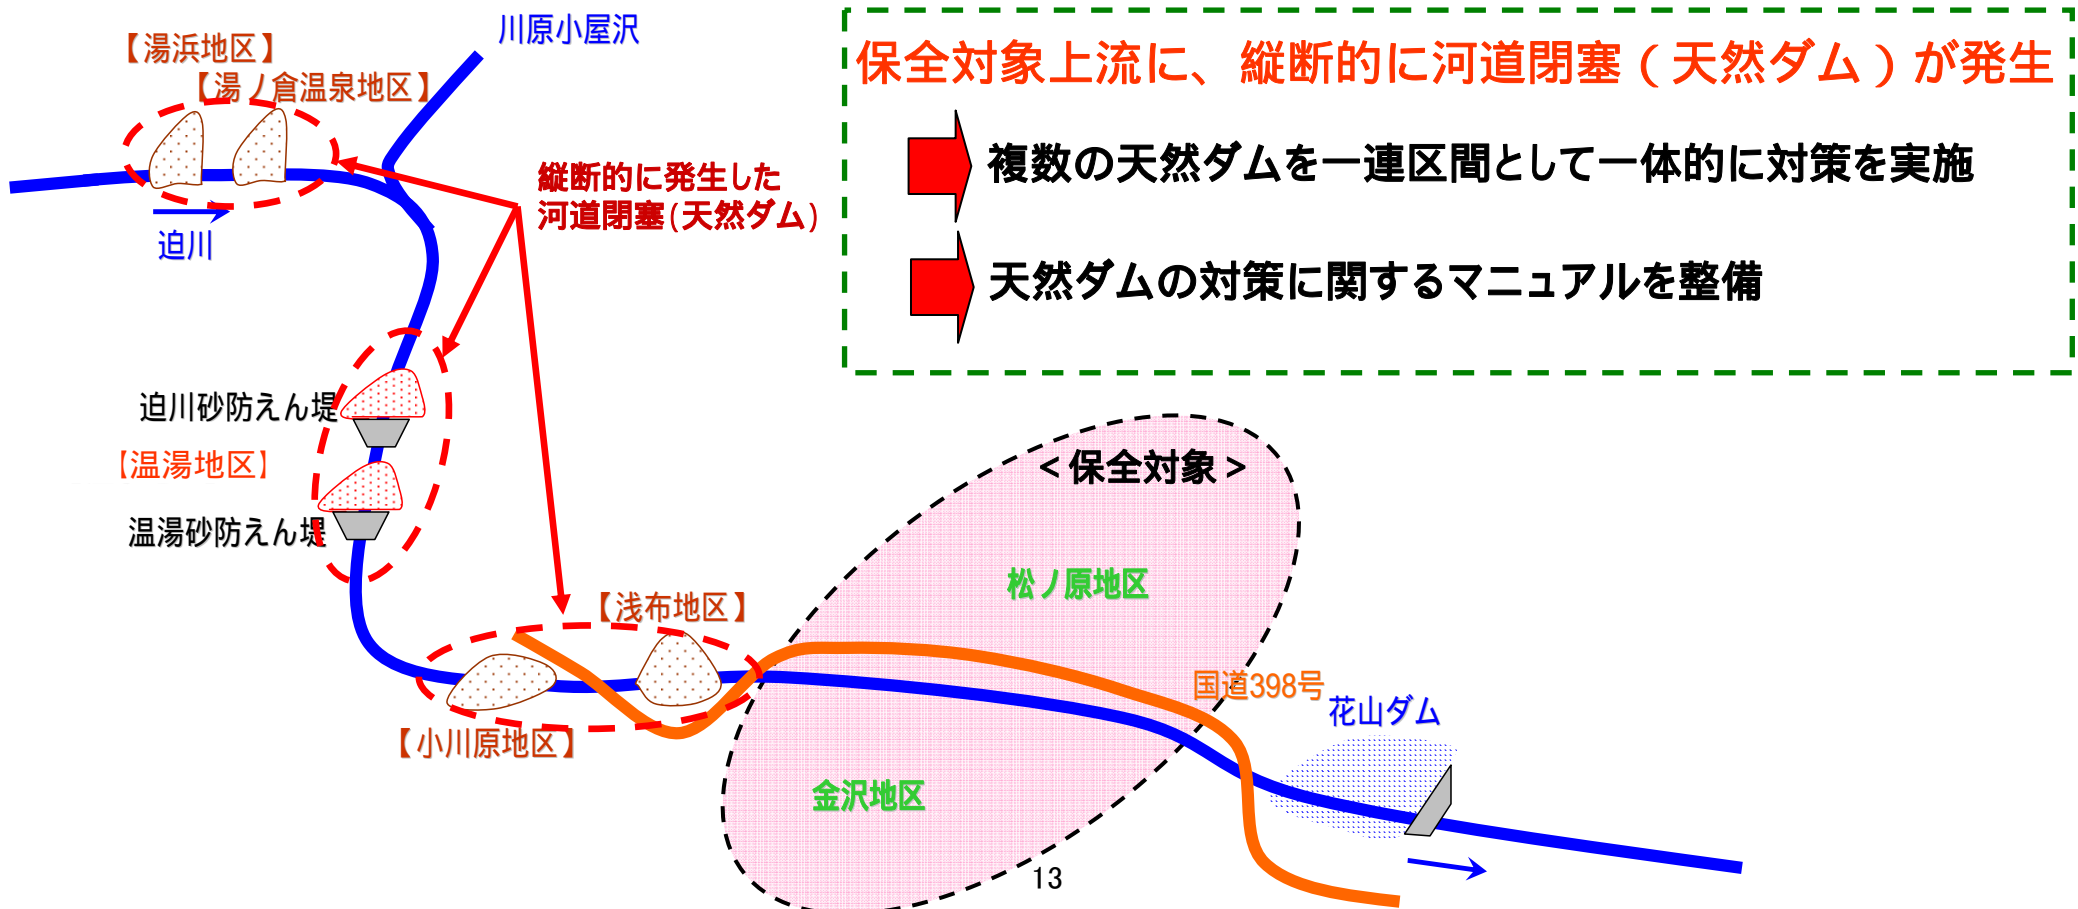 川原小屋沢
【湯浜地区】
【湯ノ倉温泉地区】
保全対象上流に、縦断的に河道閉塞（天然ダム）が発生
複数の天然ダムを一連区間として一体的に対策を実施
縦断的に発生した
河道閉塞(天然ダム)
迫川
天然ダムの対策に関するマニュアルを整備
迫川砂防えん堤
【温湯地区】
温湯砂防えん堤
＜保全対象＞
松ノ原地区
【浅布地区】
国道398号
花山ダム
【小川原地区】
金沢地区
13